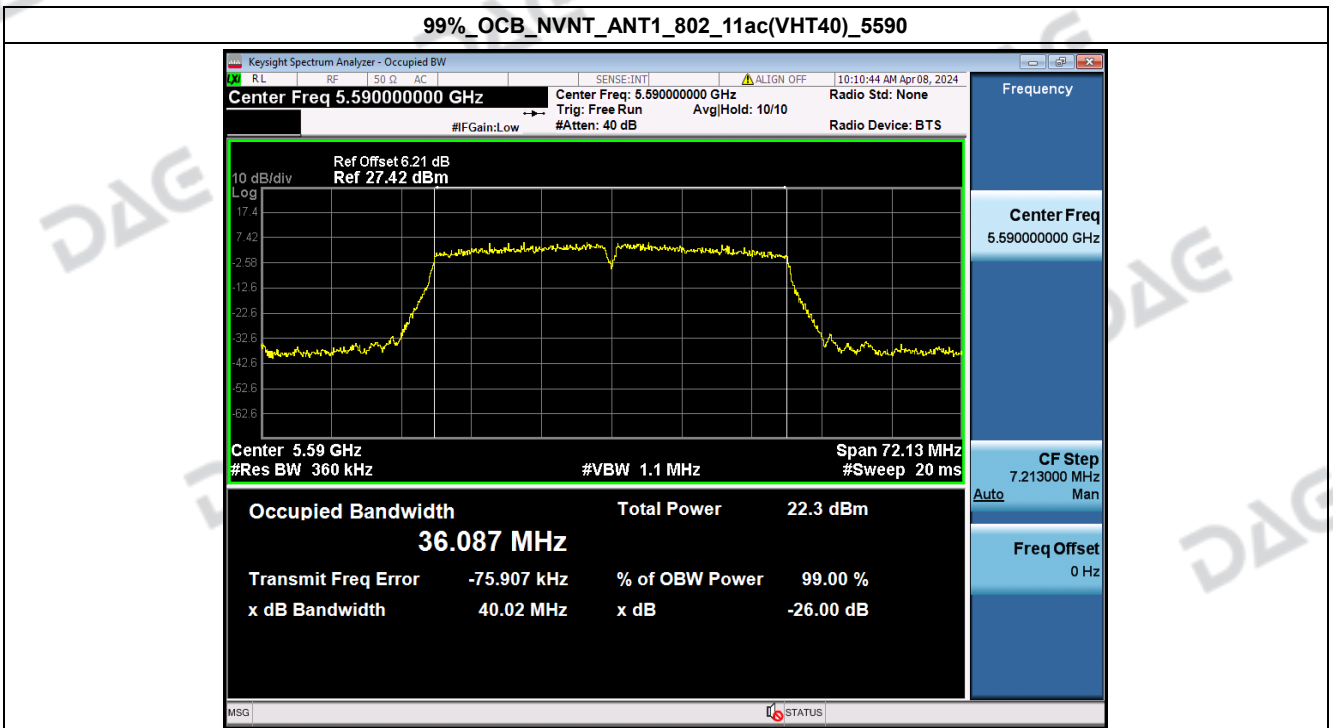 99%_OCB_NVNT_ANT1_802_11ac(VHT40)_5590
Keysight Spectrum Analyzer - Occupied BW
LXI RL RF 50 Ω AC SENSE:INT ALIGN OFF 10:10:44 AM Apr 08, 2024
Center Freq 5.590000000 GHz
Center Freq: 5.590000000 GHz Radio Std: None
Trig: Free Run Avg|Hold: 10/10
#IFGain:Low #Atten: 40 dB Radio Device: BTS
Frequency
Ref Offset 6.21 dB
10 dB/div Ref 27.42 dBm
Log
17.4
7.42
-2.58
-12.6
-22.6
-32.6
-42.6
-52.6
-62.6
Center 5.59 GHz Span 72.13 MHz
#Res BW 360 kHz #VBW 1.1 MHz #Sweep 20 ms
Occupied Bandwidth Total Power 22.3 dBm
36.087 MHz
Transmit Freq Error -75.907 kHz % of OBW Power 99.00 %
x dB Bandwidth 40.02 MHz x dB -26.00 dB
Center Freq
5.590000000 GHz
CF Step
7.213000 MHz
Auto Man
Freq Offset
0 Hz
MSG STATUS
DAG
DAG
DAG